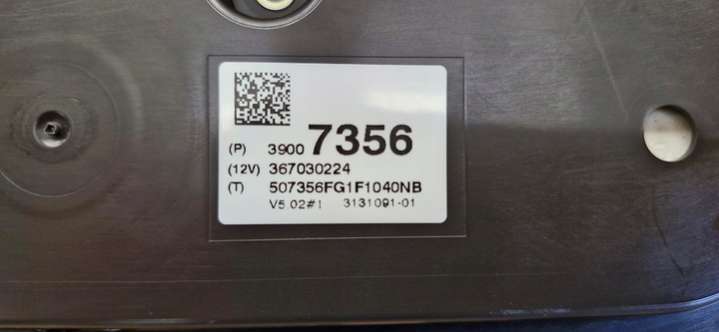 (P) 3900 7356
(12V) 367030224
(T) 507356FG1F1040NB
V5.02#1 3131091-01